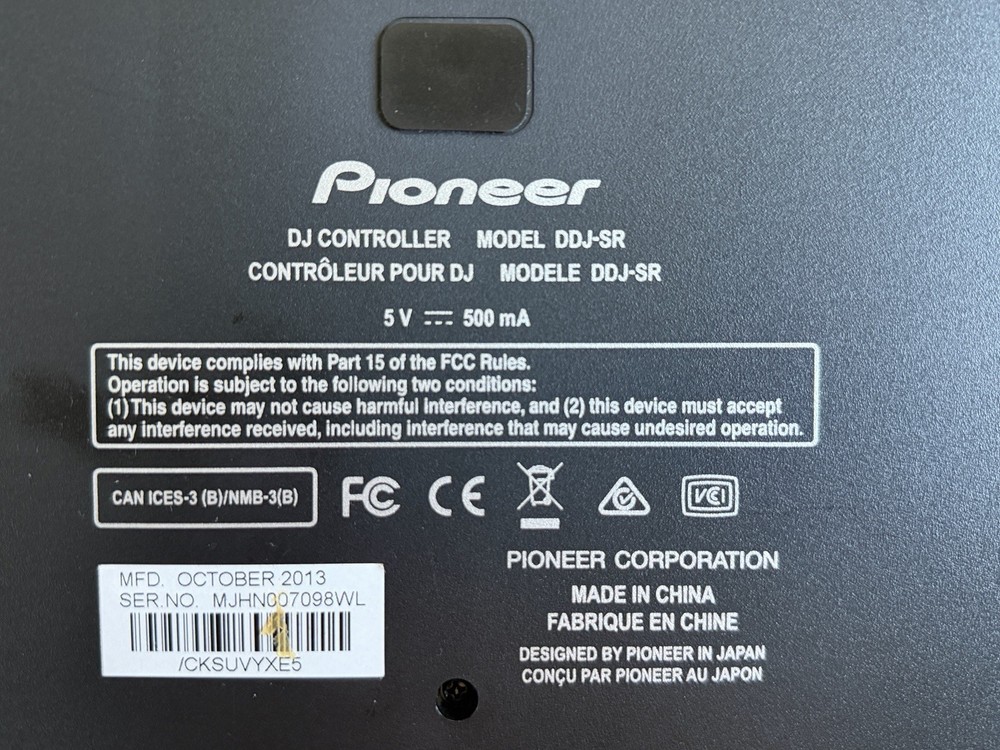 Pioneer
DJ CONTROLLER MODEL DDJ-SR
CONTRÔLEUR POUR DJ MODELE DDJ-SR
5 V ⎓ 500 mA
This device complies with Part 15 of the FCC Rules.
Operation is subject to the following two conditions:
(1) This device may not cause harmful interference, and (2) this device must accept
any interference received, including interference that may cause undesired operation.
CAN ICES-3 (B)/NMB-3(B)
FC CE VCI
PIONEER CORPORATION
MADE IN CHINA
FABRIQUE EN CHINE
DESIGNED BY PIONEER IN JAPAN
CONÇU PAR PIONEER AU JAPON
MFD. OCTOBER 2013
SER.NO. MJHN007098WL
/CKSUVYXE5